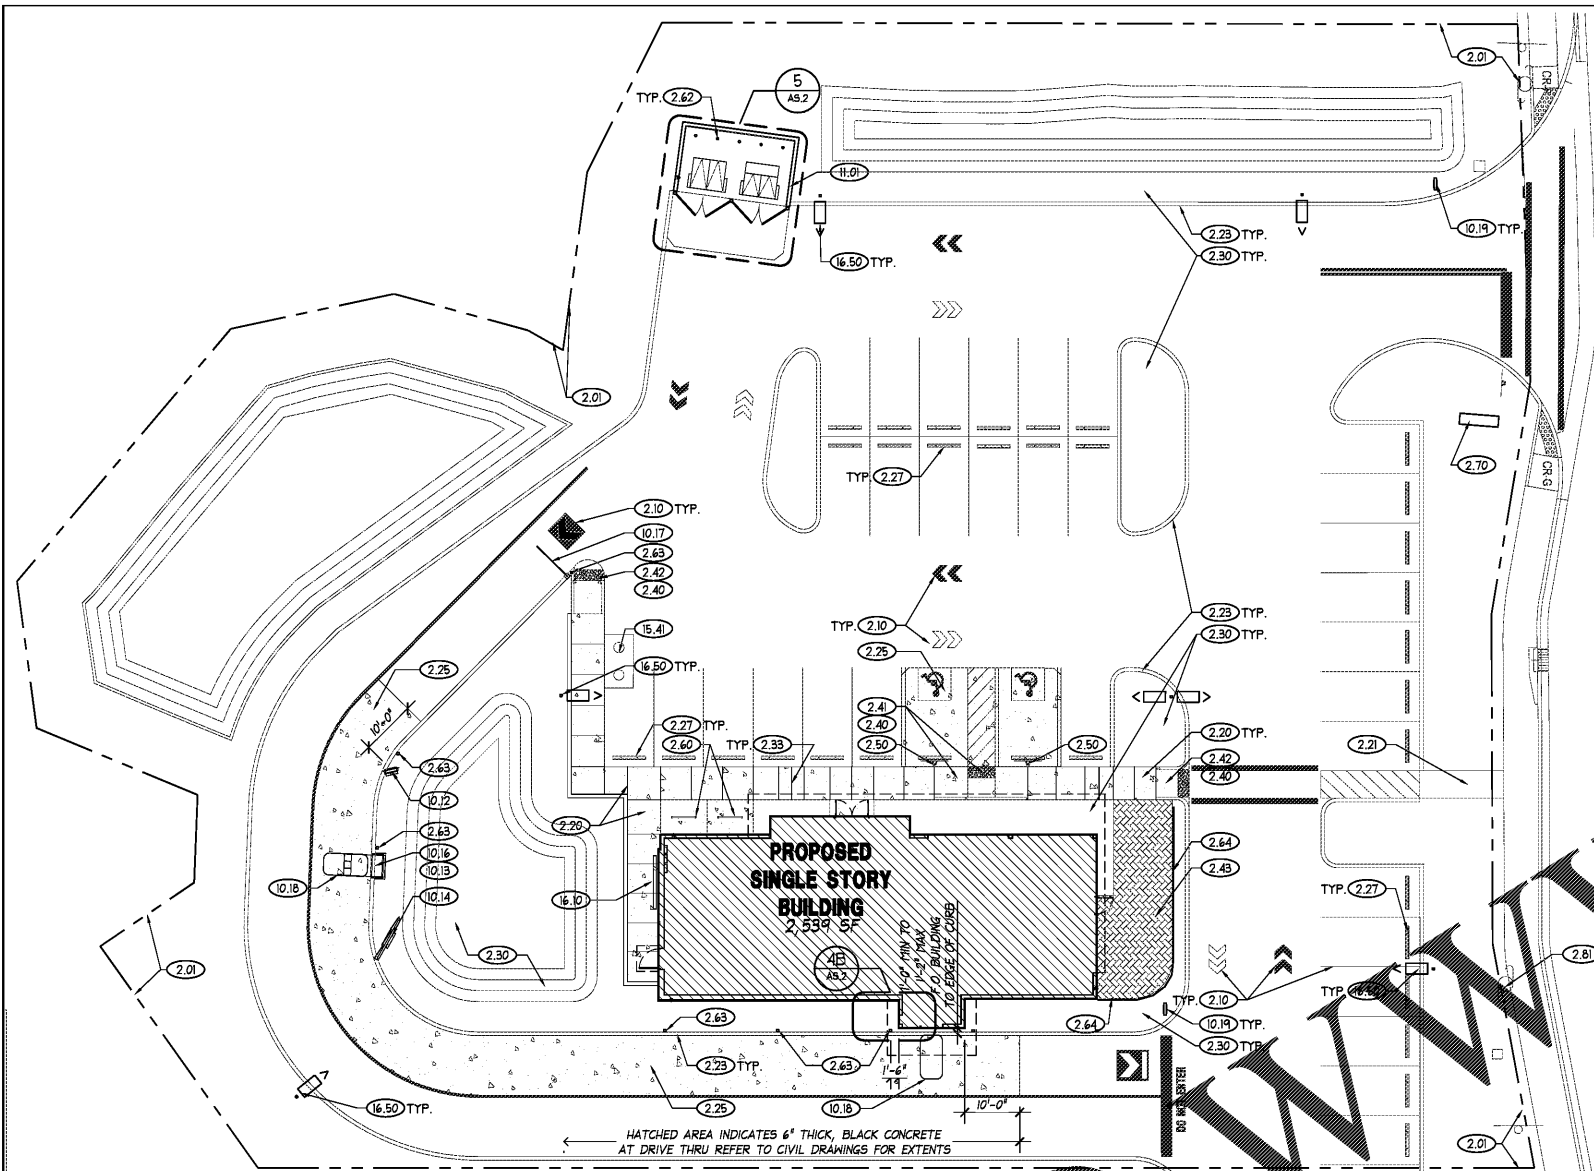 2.01
CR-
5
AS.2
TYP. 2.62
11.01
2.23 TYP.
10.19 TYP.
2.30 TYP.
16.50 TYP.
2.01
2.70
TYP. 2.27
CR-G
2.10 TYP.
10.17
2.63
2.42
2.40
2.23 TYP.
TYP. 2.10
2.30 TYP.
15.41
2.25
2.25
16.50 TYP.
10'-0"
2.41
2.27 TYP.
2.40
2.20 TYP.
2.60
TYP. 2.33
2.50
2.50
2.21
2.42
2.63
2.40
10.12
2.20
2.63
10.16
10.13
PROPOSED
SINGLE STORY
BUILDING
2,539 SF
2.64
2.43
10.18
10.14
16.10
TYP. 2.27
1'-0" MIN TO
1'-2" MAX
F.O BUILDING
TO EDGE OF CURB
2.30
4B
AS.2
2.01
2.81
TYP. 2.10
TYP.
2.63
2.64
10.19 TYP.
2.30 TYP.
2.23 TYP.
2.63
1'-6"
DO NOT ENTER
16.50 TYP.
2.25
10.18
10'-0"
HATCHED AREA INDICATES 6" THICK, BLACK CONCRETE
AT DRIVE THRU REFER TO CIVIL DRAWINGS FOR EXTENTS
2.01
WWW